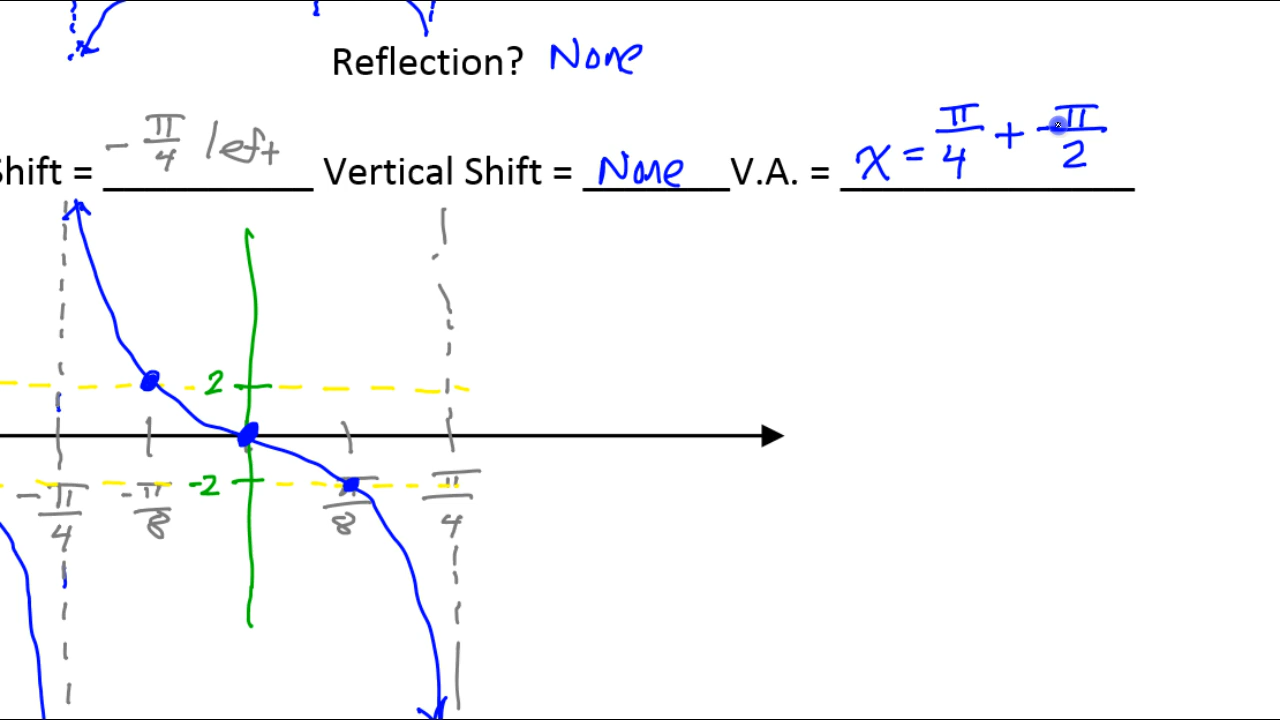 Reflection? None
Shift = -π/4 left Vertical Shift = None V.A. = x = π/4 + π/2
2
-2
-π/4 -π/8 π/8 π/4